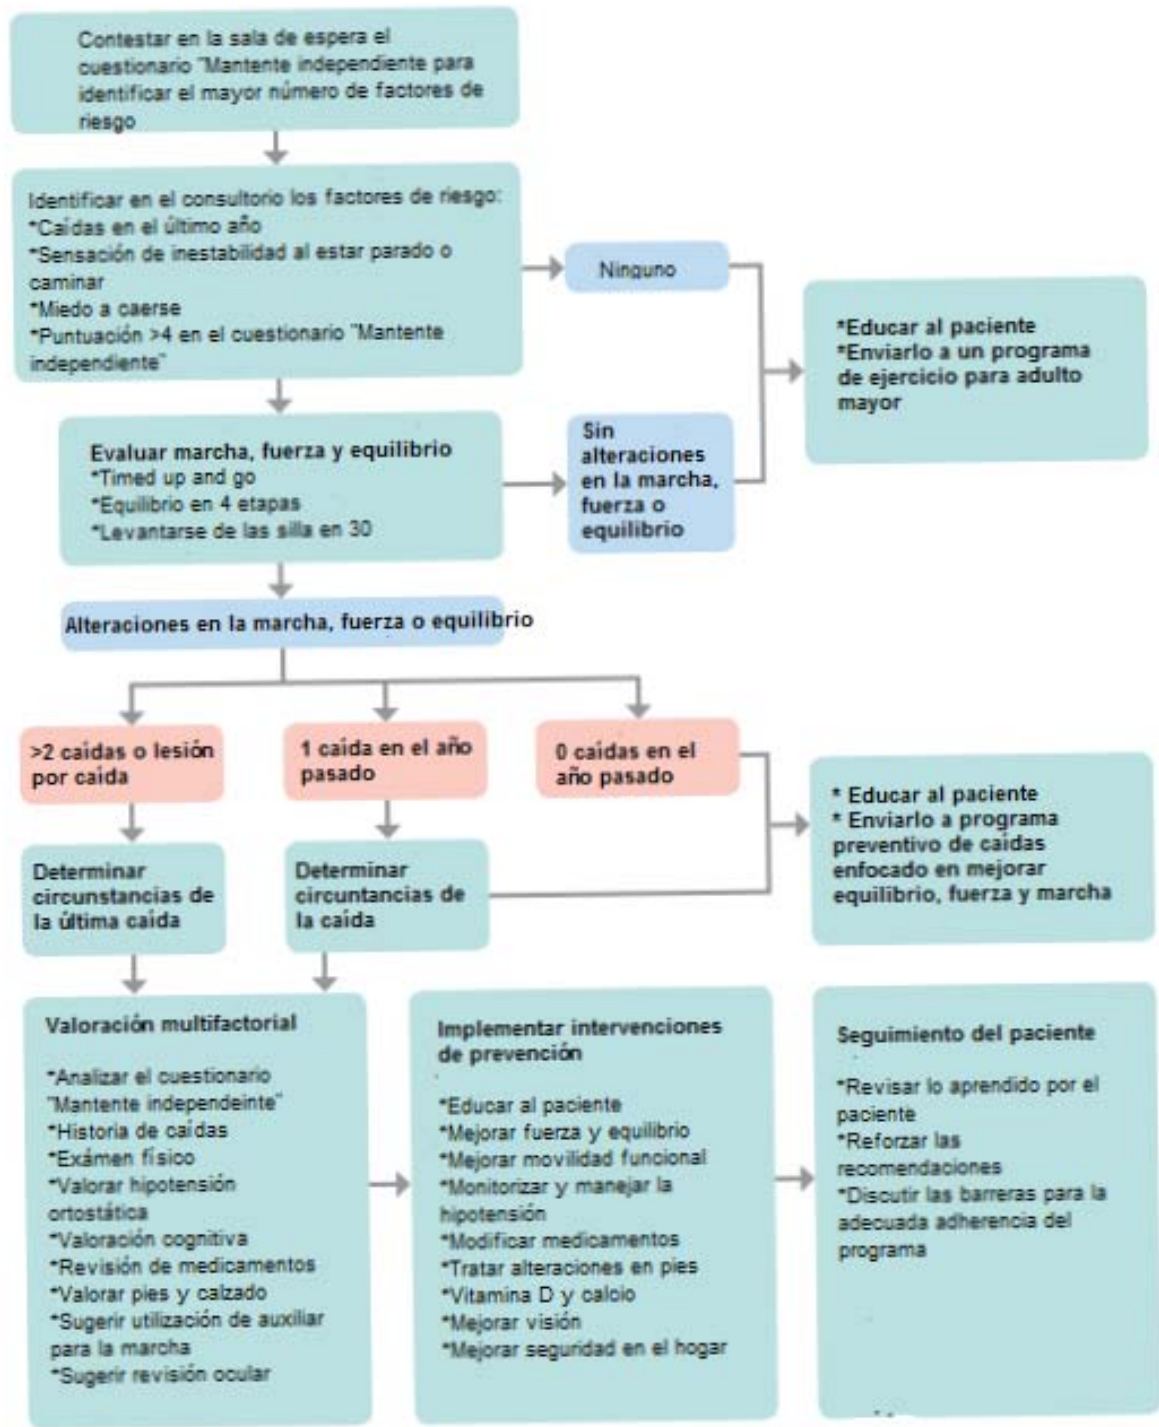 Contestar en la sala de espera el
cuestionario "Mantente independiente para
identificar el mayor número de factores de
riesgo
Identificar en el consultorio los factores de riesgo:
*Caídas en el último año
*Sensación de inestabilidad al estar parado o
caminar
*Miedo a caerse
*Puntuación >4 en el cuestionario "Mantente
independiente"
Ninguno
*Educar al paciente
*Enviarlo a un programa
de ejercicio para adulto
mayor
Evaluar marcha, fuerza y equilibrio
*Timed up and go
*Equilibrio en 4 etapas
*Levantarse de las silla en 30
Sin
alteraciones
en la marcha,
fuerza o
equilibrio
Alteraciones en la marcha, fuerza o equilibrio
>2 caídas o lesión
por caída
1 caída en el año
pasado
0 caídas en el
año pasado
* Educar al paciente
* Enviarlo a programa
preventivo de caídas
enfocado en mejorar
equilibrio, fuerza y marcha
Determinar
circunstancias de
la última caída
Determinar
circuntancias de
la caída
Valoración multifactorial
*Analizar el cuestionario
"Mantente independeinte"
*Historia de caídas
*Exámen físico
*Valorar hipotensión
ortostática
*Valoración cognitiva
*Revisión de medicamentos
*Valorar pies y calzado
*Sugerir utilización de auxiliar
para la marcha
*Sugerir revisión ocular
Implementar intervenciones
de prevención
*Educar al paciente
*Mejorar fuerza y equilibrio
*Mejorar movilidad funcional
*Monitorizar y manejar la
hipotensión
*Modificar medicamentos
*Tratar alteraciones en pies
*Vitamina D y calcio
*Mejorar visión
*Mejorar seguridad en el hogar
Seguimiento del paciente
*Revisar lo aprendido por el
paciente
*Reforzar las
recomendaciones
*Discutir las barreras para la
adecuada adherencia del
programa